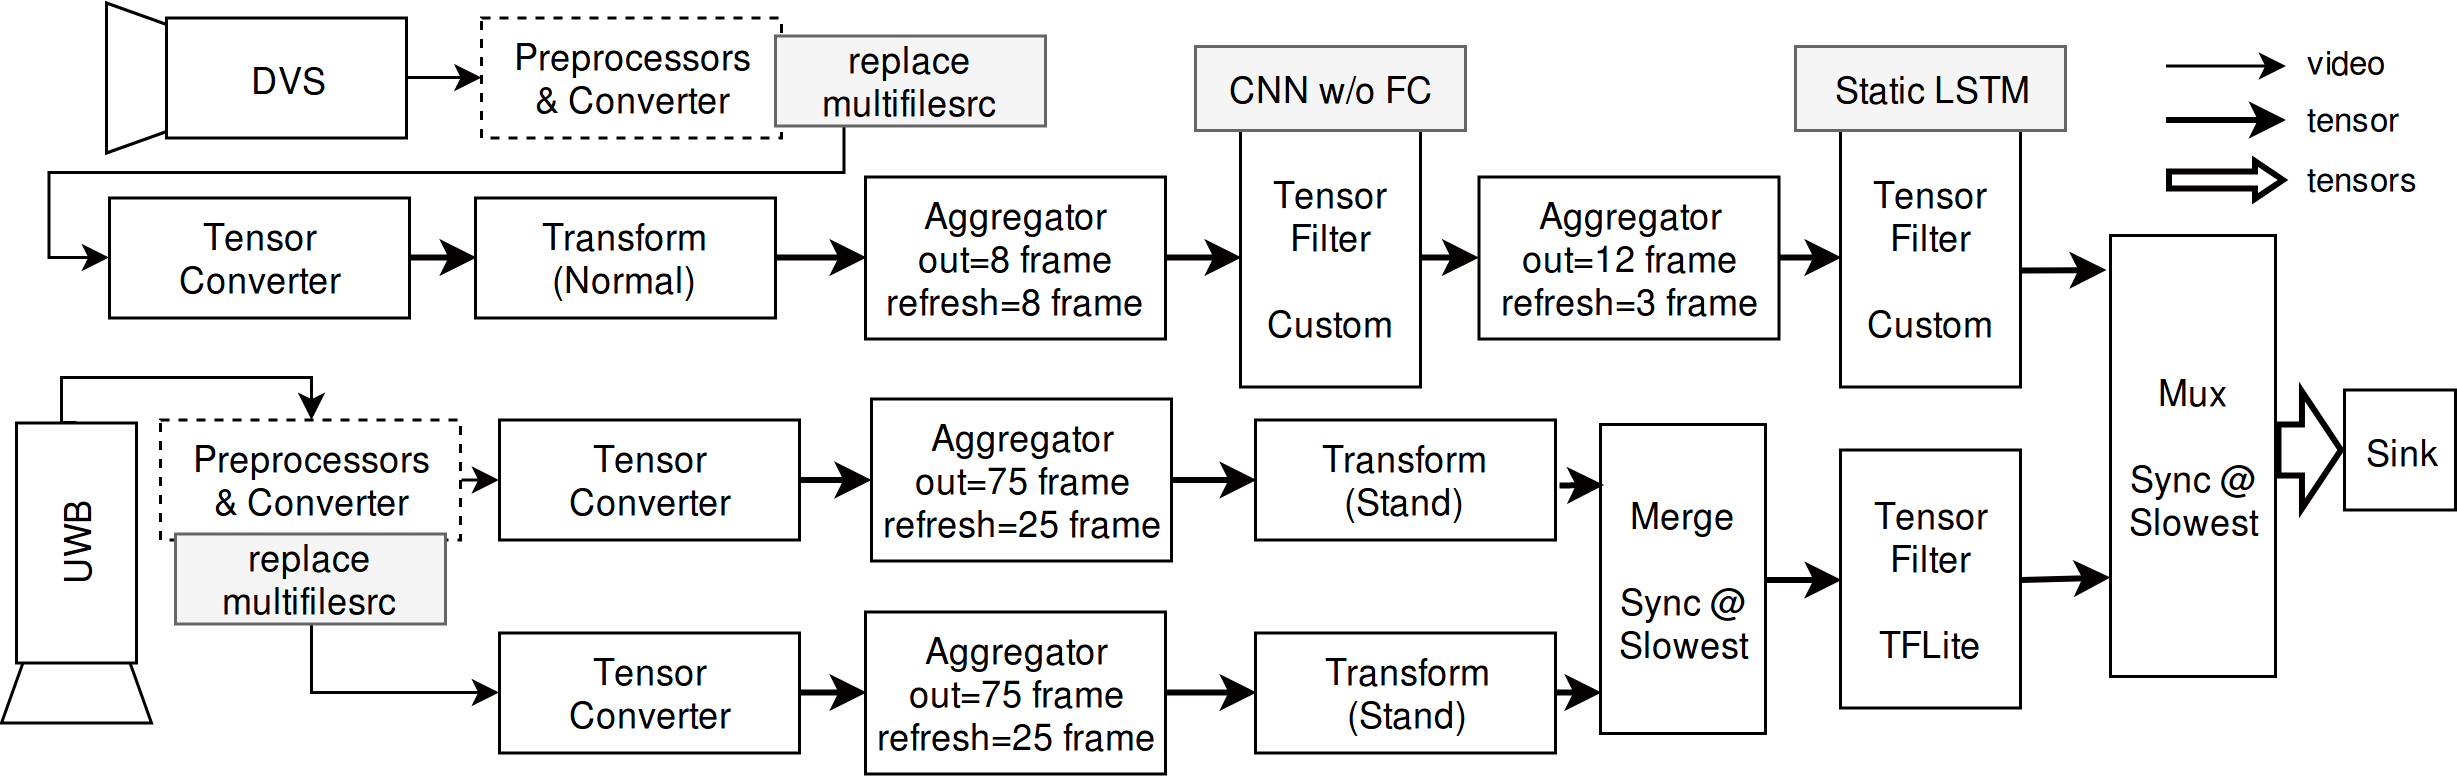 DVS
Preprocessors
& Converter
replace
multifilesrc
CNN w/o FC
Static LSTM
video
tensor
tensors
Tensor
Converter
Transform
(Normal)
Aggregator
out=8 frame
refresh=8 frame
Tensor
Filter
Custom
Aggregator
out=12 frame
refresh=3 frame
Tensor
Filter
Custom
UWB
Preprocessors
& Converter
replace
multifilesrc
Tensor
Converter
Aggregator
out=75 frame
refresh=25 frame
Transform
(Stand)
Tensor
Converter
Aggregator
out=75 frame
refresh=25 frame
Transform
(Stand)
Merge
Sync @
Slowest
Tensor
Filter
TFLite
Mux
Sync @
Slowest
Sink